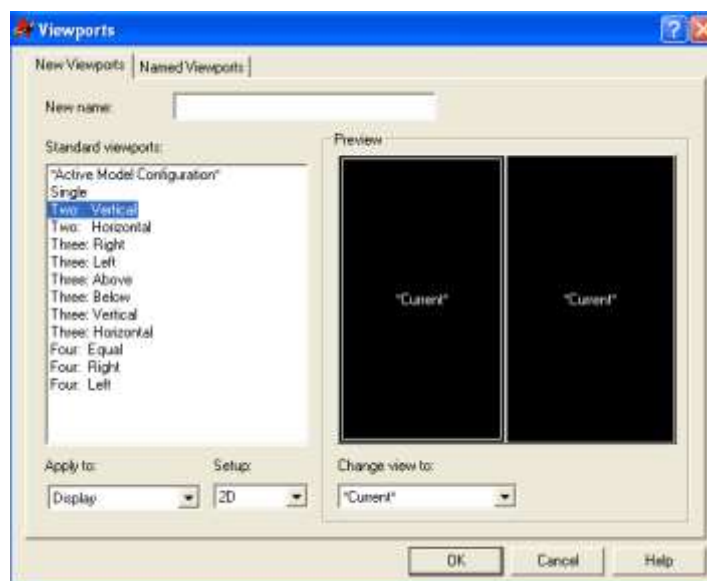 Viewports
New Viewports
Named Viewports
New name:
Standard viewports:
*Active Model Configuration*
Single
Two: Vertical
Two: Horizontal
Three: Right
Three: Left
Three: Above
Three: Below
Three: Vertical
Three: Horizontal
Four: Equal
Four: Right
Four: Left
Preview
*Current*
*Current*
Apply to:
Setup:
Change view to:
Display
2D
*Current*
OK
Cancel
Help